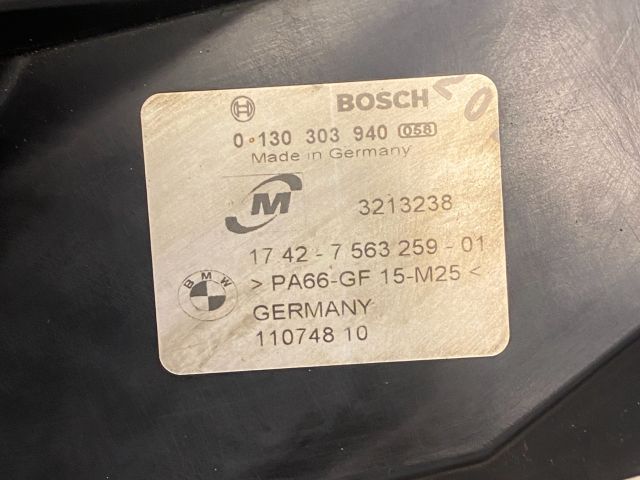 BOSCH
0 130 303 940 058
Made in Germany
M
3213238
17 42 - 7 563 259 - 01
BMW
> PA66-GF 15-M25 <
GERMANY
110748 10